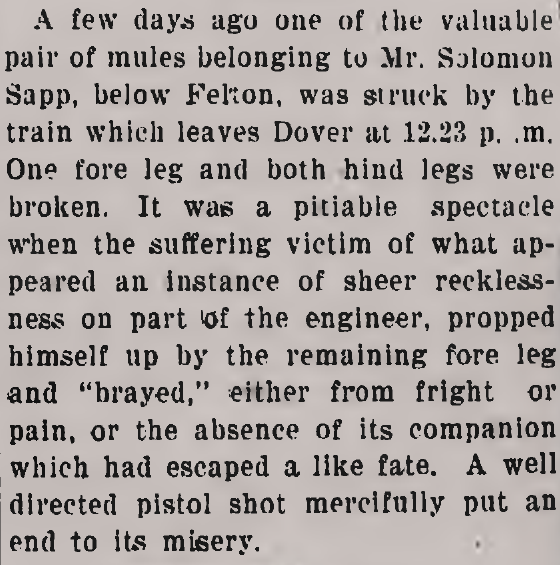 A few days ago one of the valuable
pair of mules belonging to Mr. Solomon
Sapp, below Felton, was struck by the
train which leaves Dover at 12.23 p. .m.
One fore leg and both hind legs were
broken. It was a pitiable spectacle
when the suffering victim of what ap-
peared an instance of sheer reckless-
ness on part of the engineer, propped
himself up by the remaining fore leg
and “brayed,” either from fright or
pain, or the absence of its companion
which had escaped a like fate. A well
directed pistol shot mercifully put an
end to its misery.